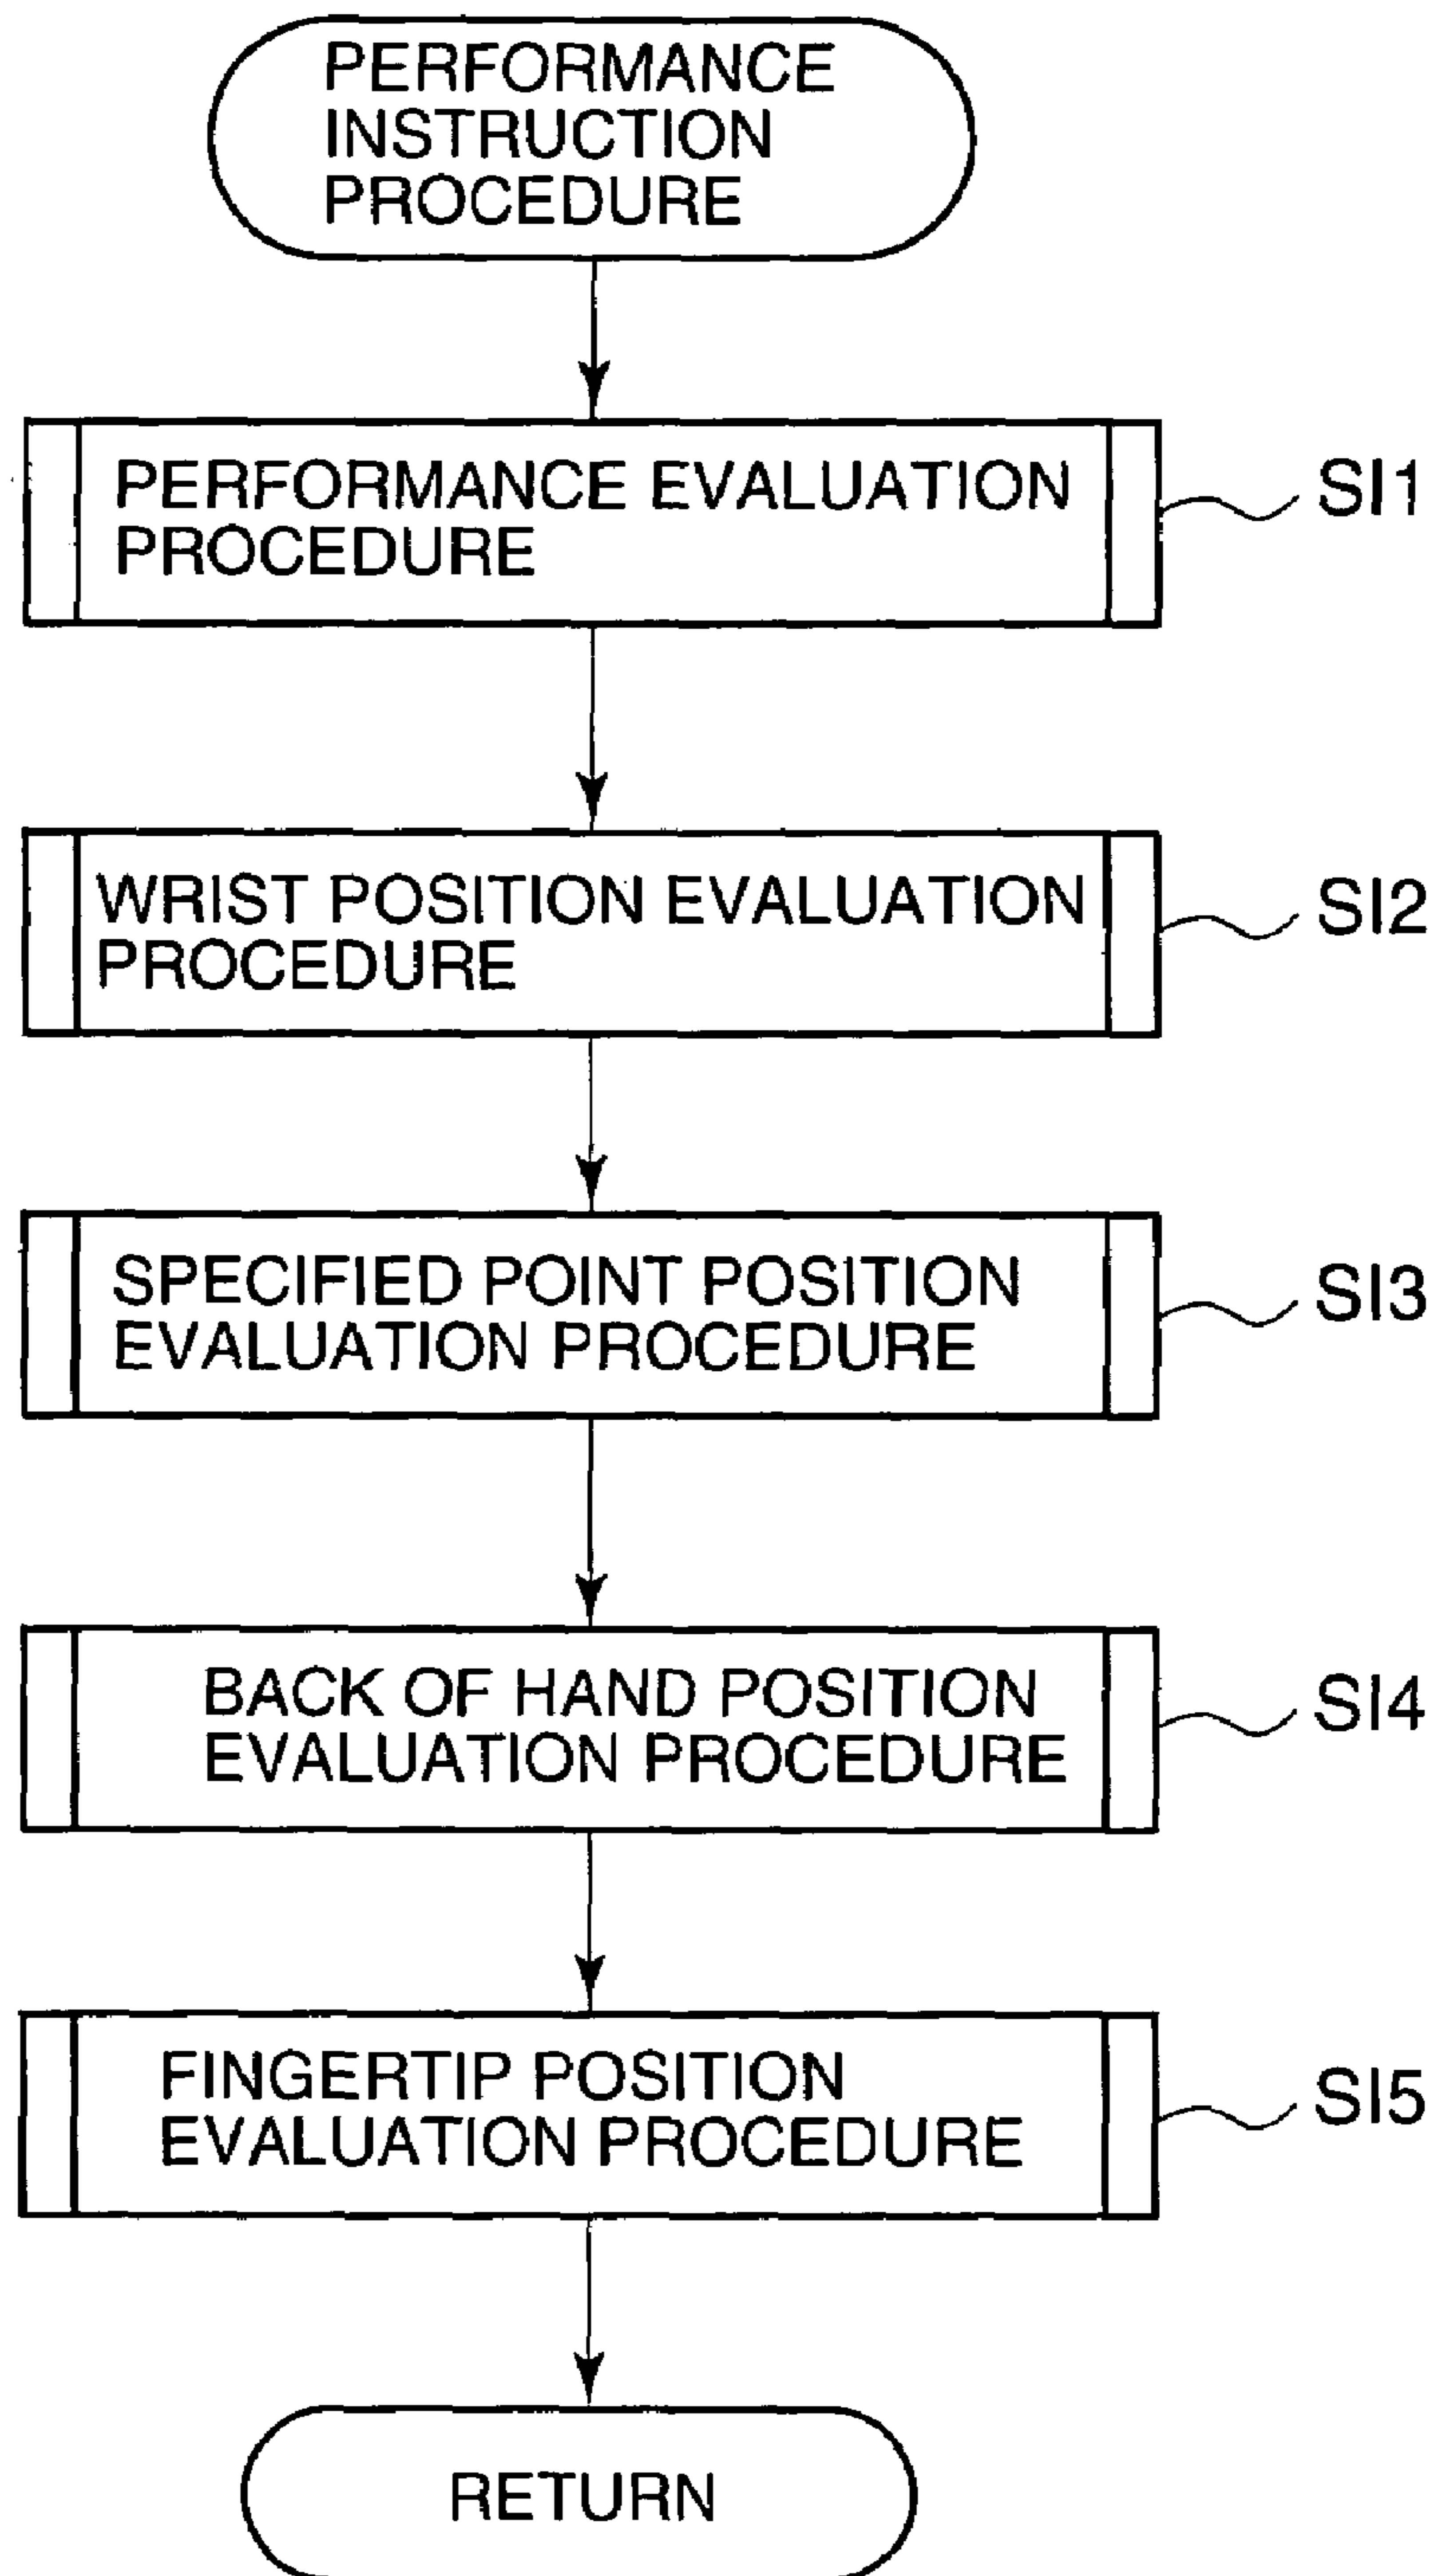 PERFORMANCE
INSTRUCTION
PROCEDURE
PERFORMANCE EVALUATION
PROCEDURE
SI1
WRIST POSITION EVALUATION
PROCEDURE
SI2
SPECIFIED POINT POSITION
EVALUATION PROCEDURE
SI3
BACK OF HAND POSITION
EVALUATION PROCEDURE
SI4
FINGERTIP POSITION
EVALUATION PROCEDURE
SI5
RETURN